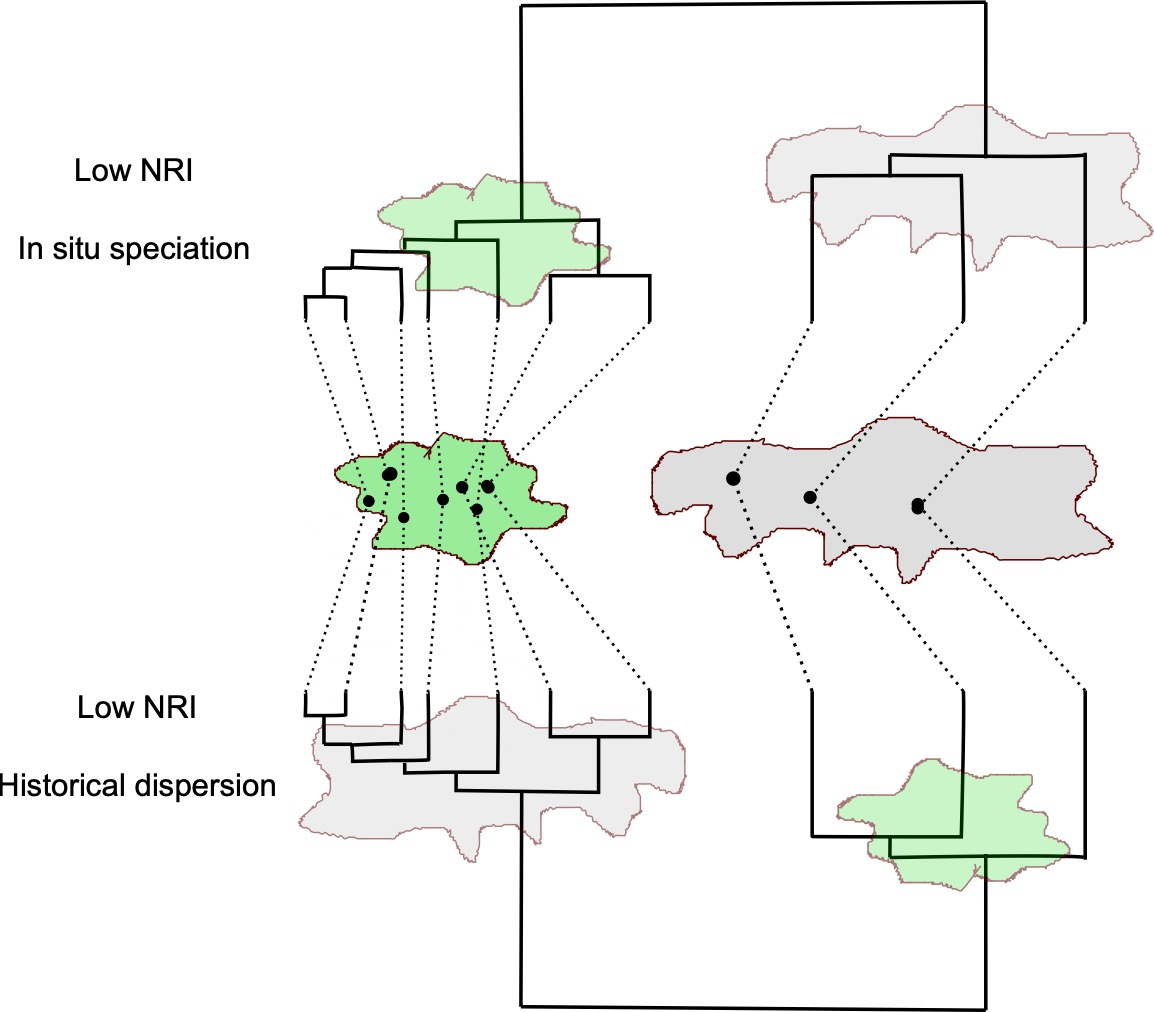 Low NRI
In situ speciation
Low NRI
Historical dispersion